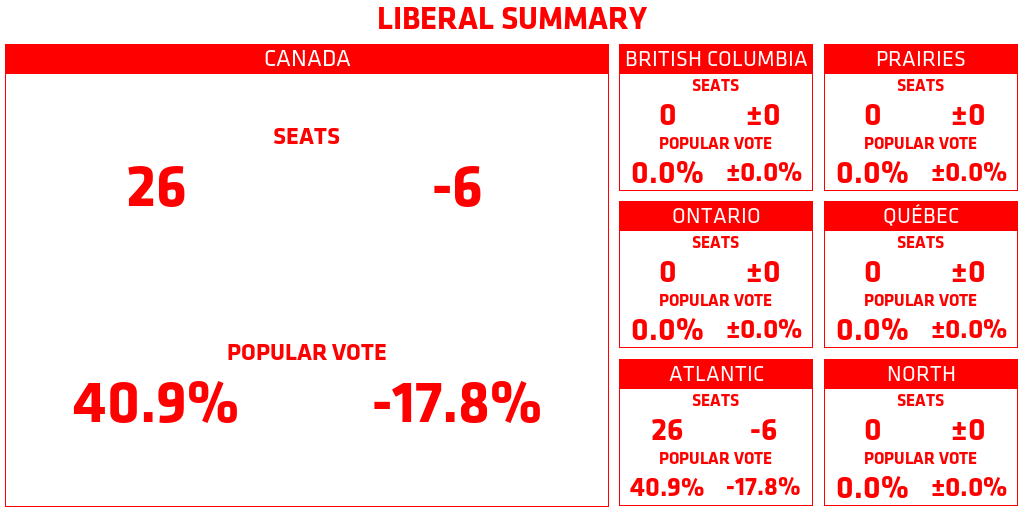 LIBERAL SUMMARY
CANADA
SEATS
26 -6
POPULAR VOTE
40.9% -17.8%
BRITISH COLUMBIA
SEATS
0 ±0
POPULAR VOTE
0.0% ±0.0%
PRAIRIES
SEATS
0 ±0
POPULAR VOTE
0.0% ±0.0%
ONTARIO
SEATS
0 ±0
POPULAR VOTE
0.0% ±0.0%
QUÉBEC
SEATS
0 ±0
POPULAR VOTE
0.0% ±0.0%
ATLANTIC
SEATS
26 -6
POPULAR VOTE
40.9% -17.8%
NORTH
SEATS
0 ±0
POPULAR VOTE
0.0% ±0.0%